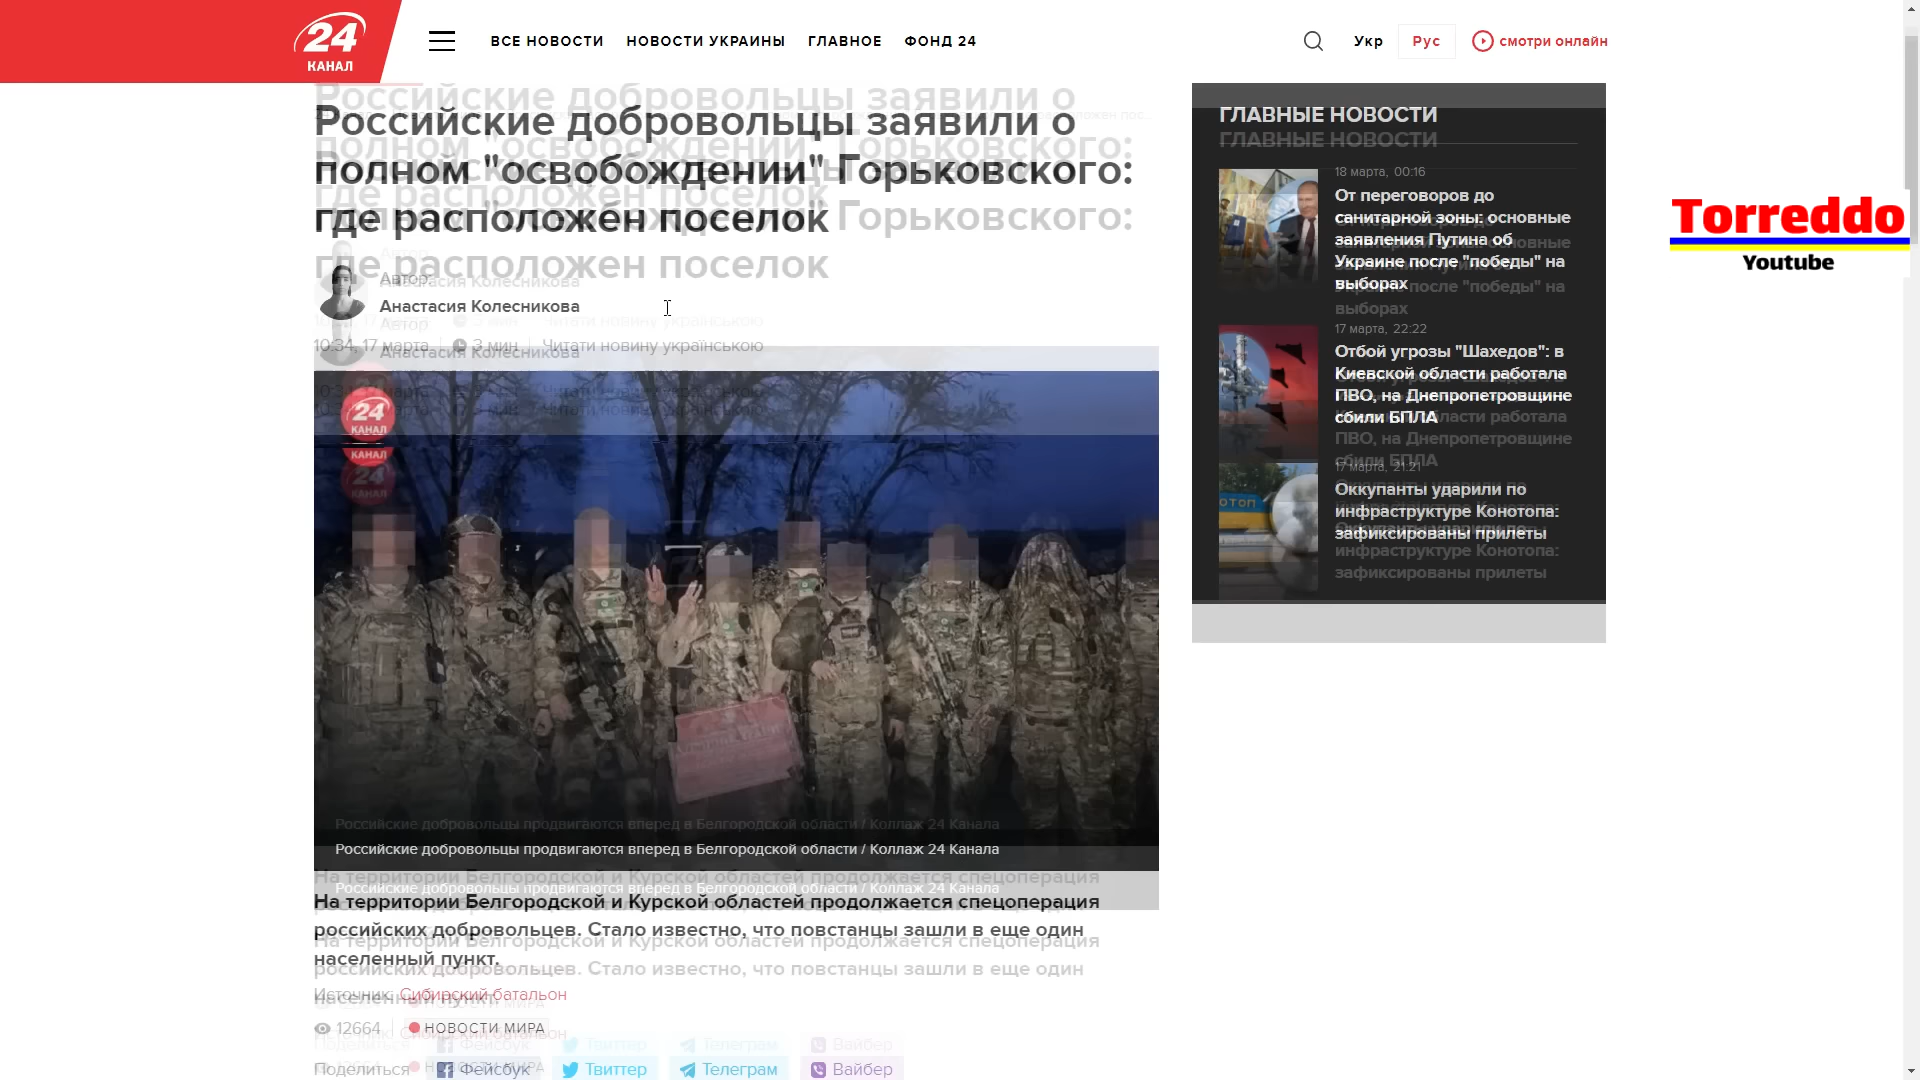 24
КАНАЛ
ВСЕ НОВОСТИ
НОВОСТИ УКРАИНЫ
ГЛАВНОЕ
ФОНД 24
Укр
Рус
смотри онлайн
Российские добровольцы заявили о
полном "освобождении" Горьковского:
где расположен поселок
Автор:
Анастасия Колесникова
10:34, 17 марта
3 мин
Читати новину українською
24
КАНАЛ
Российские добровольцы продвигаются вперед в Белгородской области / Коллаж 24 Канала
На территории Белгородской и Курской областей продолжается спецоперация
российских добровольцев. Стало известно, что повстанцы зашли в еще один
населенный пункт.
Источник: Сибирский батальон
12664
НОВОСТИ МИРА
Поделиться
Фейсбук
Твиттер
Телеграм
Вайбер
ГЛАВНЫЕ НОВОСТИ
18 марта, 00:16
От переговоров до
санитарной зоны: основные
заявления Путина об
Украине после "победы" на
выборах
17 марта, 22:22
Отбой угрозы "Шахедов": в
Киевской области работала
ПВО, на Днепропетровщине
сбили БПЛА
17 марта, 21:21
Оккупанты ударили по
инфраструктуре Конотопа:
зафиксированы прилеты
Torreddo
Youtube